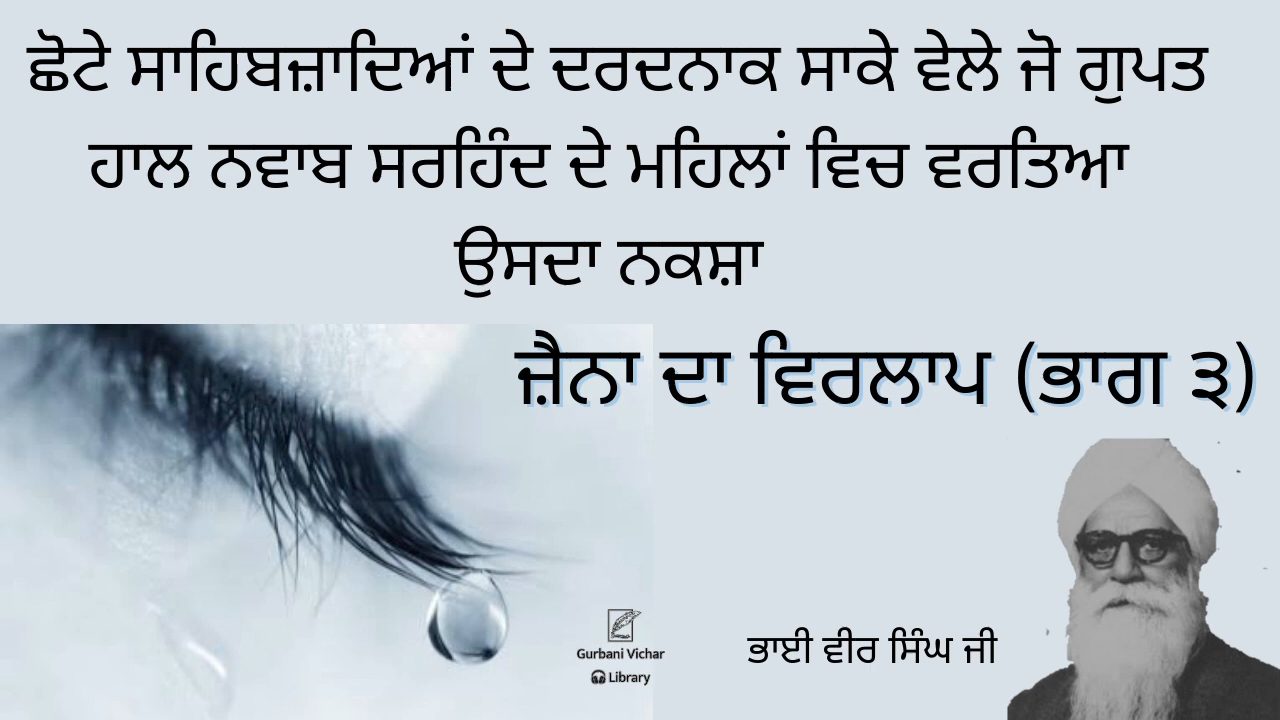 ਛੋਟੇ ਸਾਹਿਬਜ਼ਾਦਿਆਂ ਦੇ ਦਰਦਨਾਕ ਸਾਕੇ ਵੇਲੇ ਜੋ ਗੁਪਤ
ਹਾਲ ਨਵਾਬ ਸਰਹਿੰਦ ਦੇ ਮਹਿਲਾਂ ਵਿਚ ਵਰਤਿਆ
ਉਸਦਾ ਨਕਸ਼ਾ
ਜ਼ੈਨਾ ਦਾ ਵਿਰਲਾਪ (ਭਾਗ ੩)
ਭਾਈ ਵੀਰ ਸਿੰਘ ਜੀ
Gurbani Vichar
Library